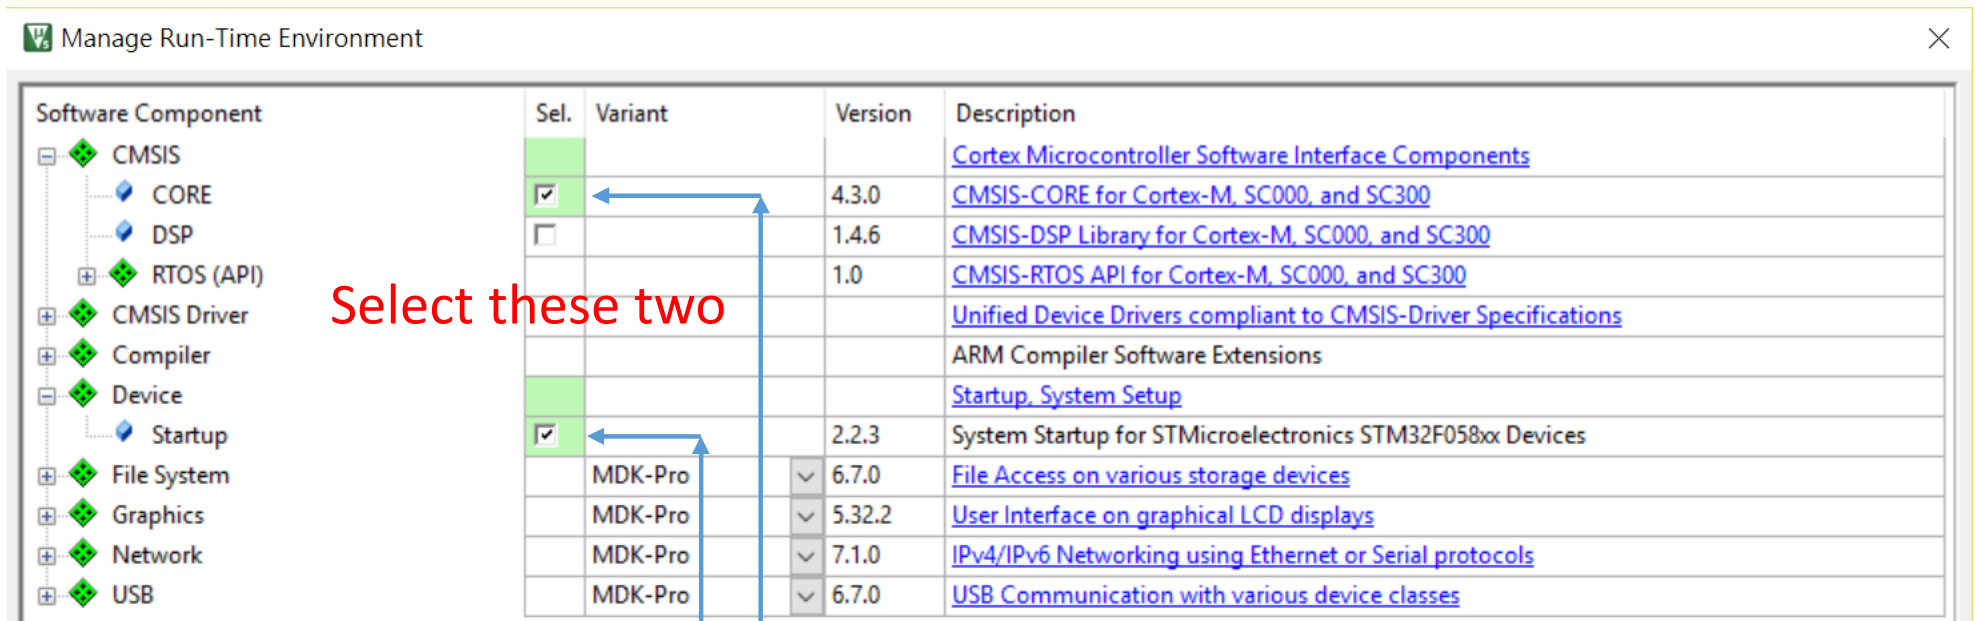 Manage Run-Time Environment
Software Component Sel. Variant Version Description
CMSIS Cortex Microcontroller Software Interface Components
CORE 4.3.0 CMSIS-CORE for Cortex-M, SC000, and SC300
DSP 1.4.6 CMSIS-DSP Library for Cortex-M, SC000, and SC300
RTOS (API) 1.0 CMSIS-RTOS API for Cortex-M, SC000, and SC300
Select these two
CMSIS Driver Unified Device Drivers compliant to CMSIS-Driver Specifications
Compiler ARM Compiler Software Extensions
Device Startup, System Setup
Startup 2.2.3 System Startup for STMicroelectronics STM32F058xx Devices
File System MDK-Pro 6.7.0 File Access on various storage devices
Graphics MDK-Pro 5.32.2 User Interface on graphical LCD displays
Network MDK-Pro 7.1.0 IPv4/IPv6 Networking using Ethernet or Serial protocols
USB MDK-Pro 6.7.0 USB Communication with various device classes